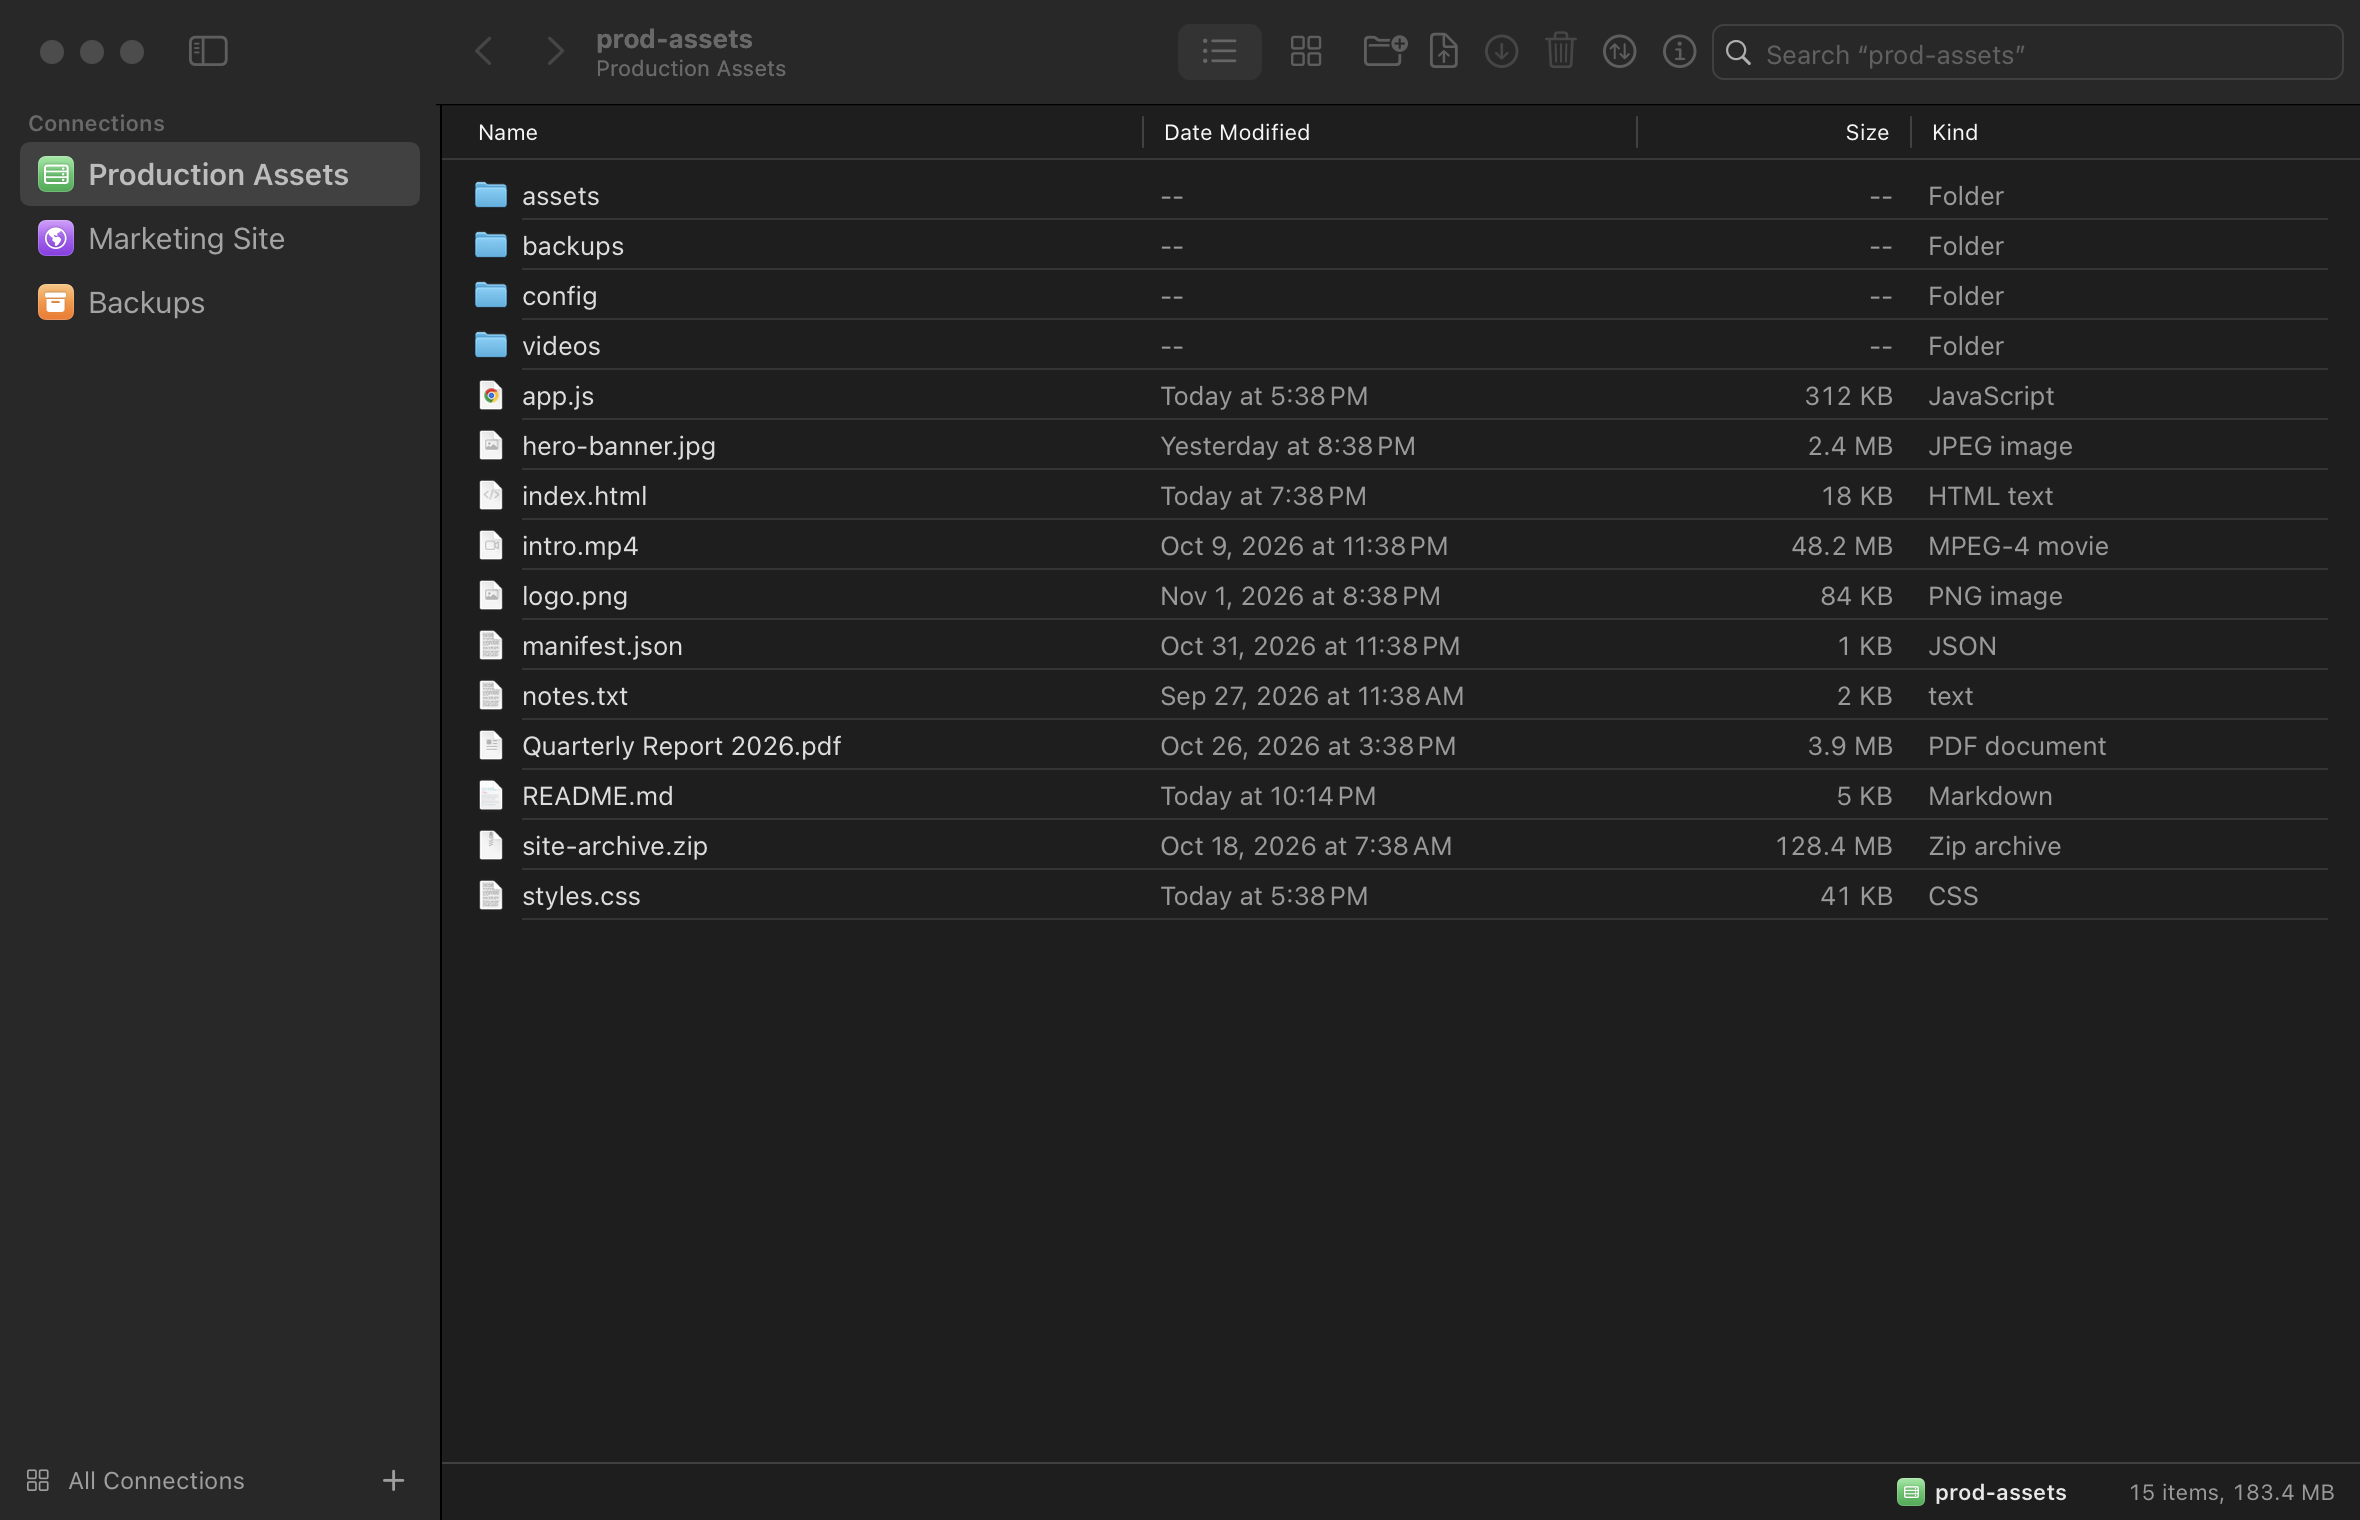 prod-assets
Production Assets
Search “prod-assets”
Connections
Production Assets
Marketing Site
Backups
All Connections
Name Date Modified Size Kind
assets -- -- Folder
backups -- -- Folder
config -- -- Folder
videos -- -- Folder
app.js Today at 5:38 PM 312 KB JavaScript
hero-banner.jpg Yesterday at 8:38 PM 2.4 MB JPEG image
index.html Today at 7:38 PM 18 KB HTML text
intro.mp4 Oct 9, 2026 at 11:38 PM 48.2 MB MPEG-4 movie
logo.png Nov 1, 2026 at 8:38 PM 84 KB PNG image
manifest.json Oct 31, 2026 at 11:38 PM 1 KB JSON
notes.txt Sep 27, 2026 at 11:38 AM 2 KB text
Quarterly Report 2026.pdf Oct 26, 2026 at 3:38 PM 3.9 MB PDF document
README.md Today at 10:14 PM 5 KB Markdown
site-archive.zip Oct 18, 2026 at 7:38 AM 128.4 MB Zip archive
styles.css Today at 5:38 PM 41 KB CSS
prod-assets 15 items, 183.4 MB